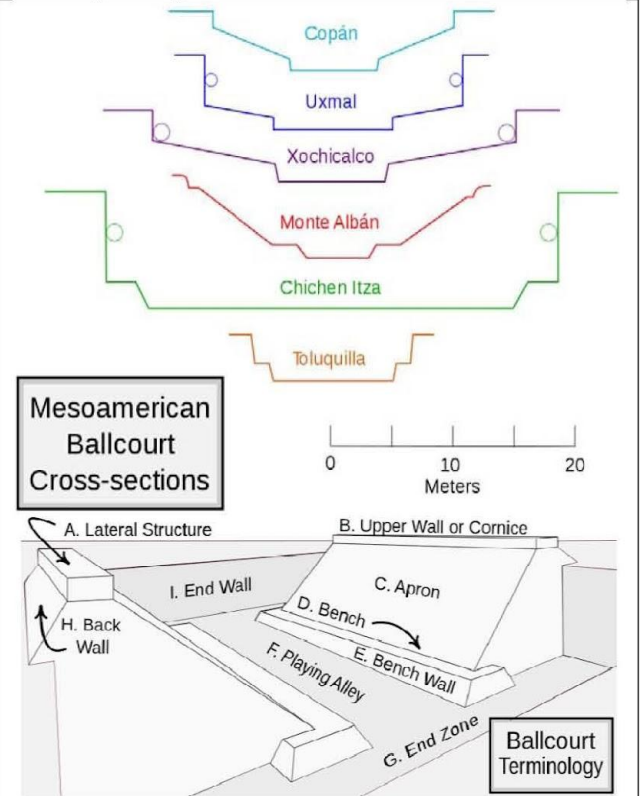 Copán
Uxmal
Xochicalco
Monte Albán
Chichen Itza
Toluquilla
Mesoamerican
Ballcourt
Cross-sections
0 10 20
Meters
A. Lateral Structure
B. Upper Wall or Cornice
I. End Wall
C. Apron
D. Bench
H. Back
Wall
E. Bench Wall
F. Playing Alley
G. End Zone
Ballcourt
Terminology